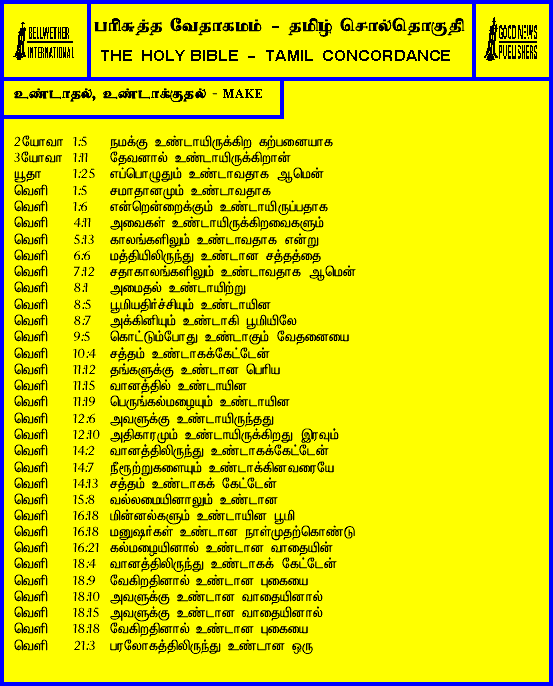 BELLWETHER INTERNATIONAL
பரிசுத்த வேதாகமம் - தமிழ் சொல்தொகுதி
THE HOLY BIBLE - TAMIL CONCORDANCE
GOOD NEWS PUBLISHERS
உண்டாதல், உண்டாக்குதல் - MAKE
2யோவா 1:5 நமக்கு உண்டாயிருக்கிற கற்பனையாக
3யோவா 1:11 தேவனால் உண்டாயிருக்கிறான்
யூதா 1:25 எப்பொழுதும் உண்டாவதாக ஆமென்
வெளி 1:5 சமாதானமும் உண்டாவதாக
வெளி 1:6 என்றென்றைக்கும் உண்டாயிருப்பதாக
வெளி 4:11 அவைகள் உண்டாயிருக்கிறவைகளும்
வெளி 5:13 காலங்களிலும் உண்டாவதாக என்று
வெளி 6:6 மத்தியிலிருந்து உண்டான சத்தத்தை
வெளி 7:12 சதாகாலங்களிலும் உண்டாவதாக ஆமென்
வெளி 8:1 அமைதல் உண்டாயிற்று
வெளி 8:5 பூமியதிர்ச்சியும் உண்டாயின
வெளி 8:7 அக்கினியும் உண்டாகி பூமியிலே
வெளி 9:5 கொட்டும்போது உண்டாகும் வேதனையை
வெளி 10:4 சத்தம் உண்டாகக்கேட்டேன்
வெளி 11:12 தங்களுக்கு உண்டான பெரிய
வெளி 11:15 வானத்தில் உண்டாயின
வெளி 11:19 பெருங்கல்மழையும் உண்டாயின
வெளி 12:6 அவளுக்கு உண்டாயிருந்தது
வெளி 12:10 அதிகாரமும் உண்டாயிருக்கிறது இரவும்
வெளி 14:2 வானத்திலிருந்து உண்டாகக்கேட்டேன்
வெளி 14:7 நீரூற்றுகளையும் உண்டாக்கினவரையே
வெளி 14:13 சத்தம் உண்டாகக் கேட்டேன்
வெளி 15:8 வல்லமையினாலும் உண்டான
வெளி 16:18 மின்னல்களும் உண்டாயின பூமி
வெளி 16:18 மனுஷர்கள் உண்டான நாள்முதற்கொண்டு
வெளி 16:21 கல்மழையினால் உண்டான வாதையின்
வெளி 18:4 வானத்திலிருந்து உண்டாகக் கேட்டேன்
வெளி 18:9 வேகிறதினால் உண்டான புகையை
வெளி 18:10 அவளுக்கு உண்டான வாதையினால்
வெளி 18:15 அவளுக்கு உண்டான வாதையினால்
வெளி 18:18 வேகிறதினால் உண்டான புகையை
வெளி 21:3 பரலோகத்திலிருந்து உண்டான ஒரு